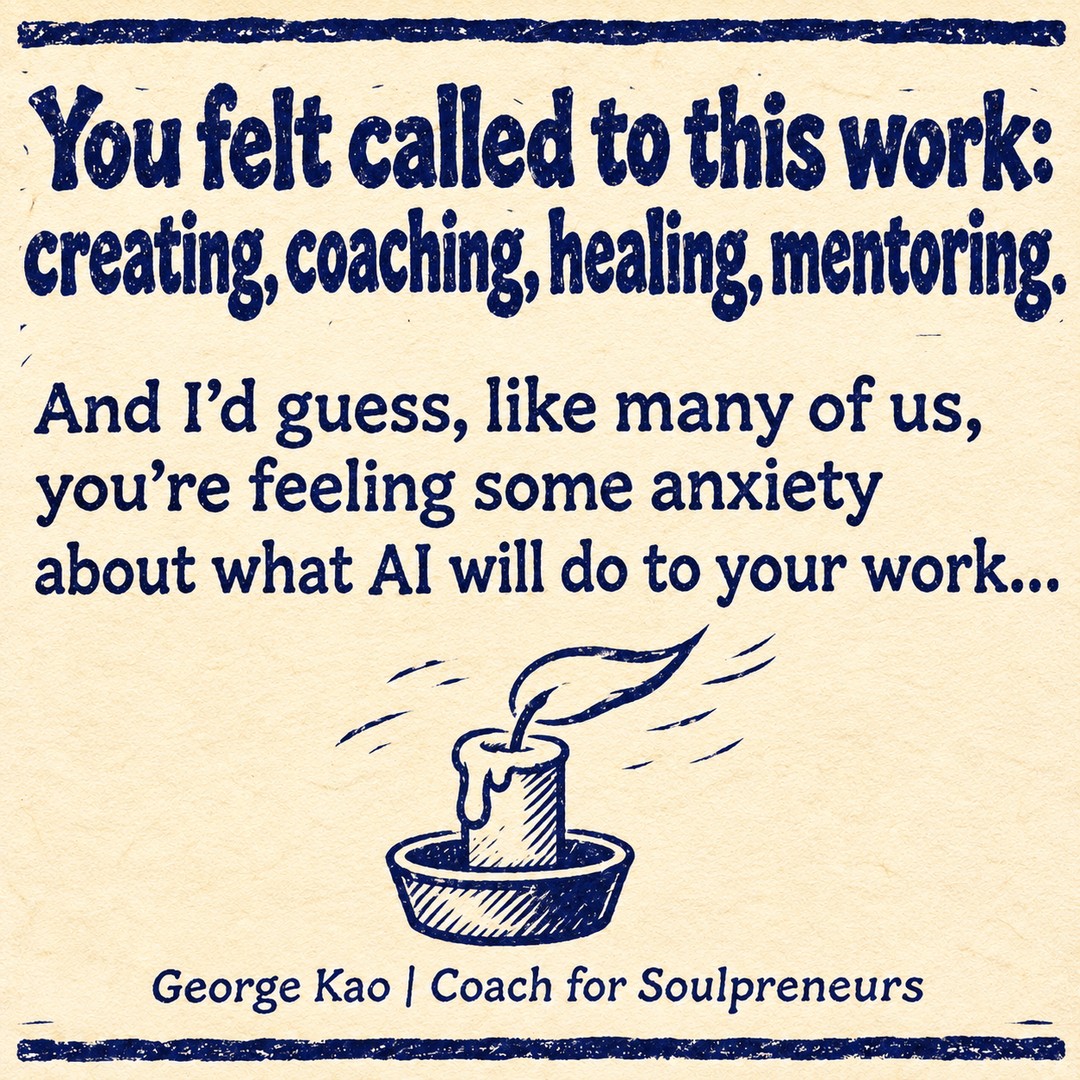 You felt called to this work:
creating, coaching, healing, mentoring.
And I’d guess, like many of us,
you’re feeling some anxiety
about what AI will do to your work...
George Kao | Coach for Soulpreneurs